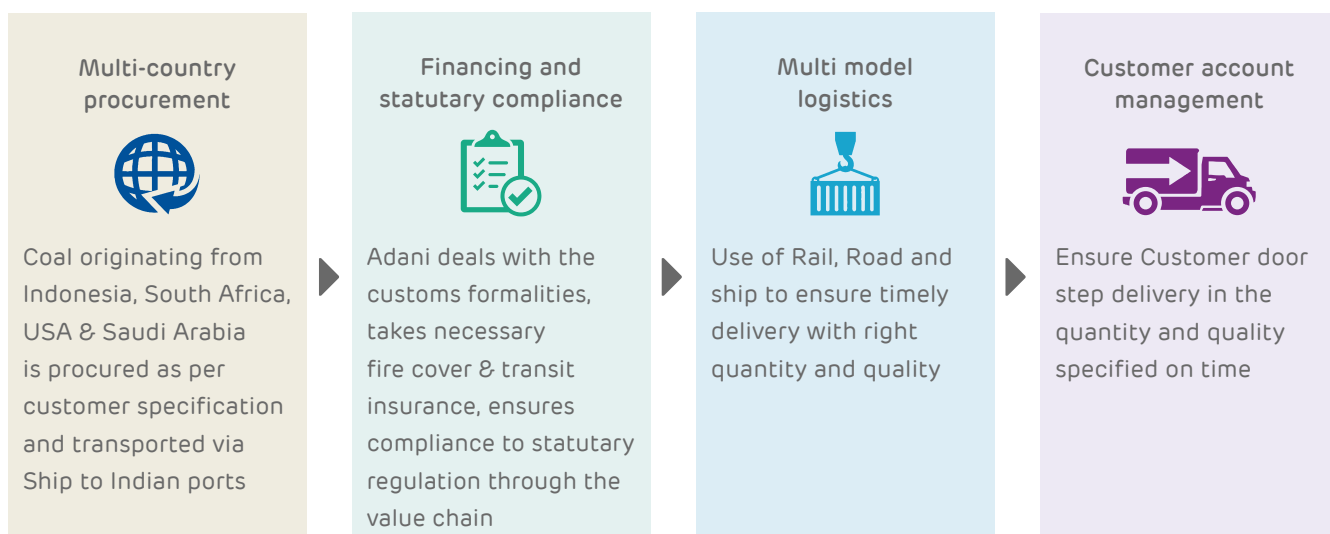 Multi-country
procurement
Coal originating from
Indonesia, South Africa,
USA & Saudi Arabia
is procured as per
customer specification
and transported via
Ship to Indian ports
Financing and
statutary compliance
Adani deals with the
customs formalities,
takes necessary
fire cover & transit
insurance, ensures
compliance to statutary
regulation through the
value chain
Multi model
logistics
Use of Rail, Road and
ship to ensure timely
delivery with right
quantity and quality
Customer account
management
Ensure Customer door
step delivery in the
quantity and quality
specified on time